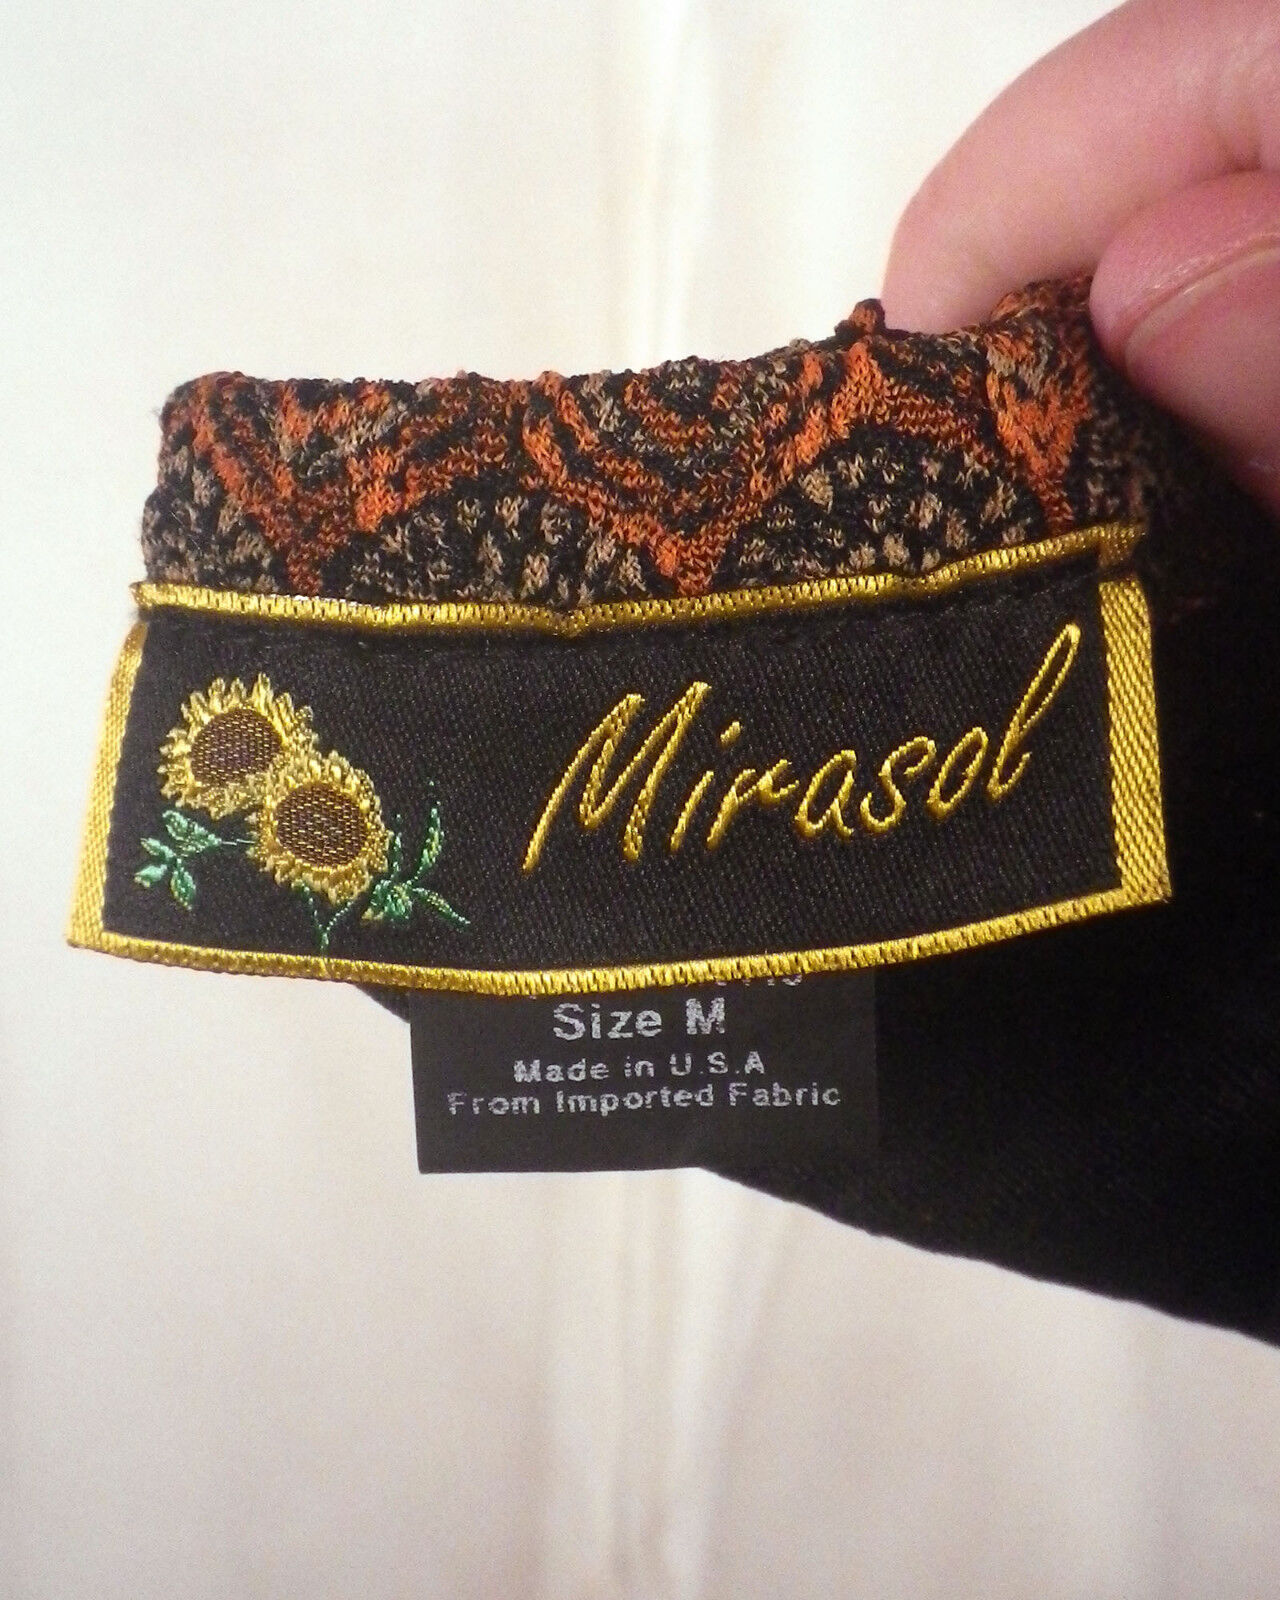 Mirasol
Size M
Made in U.S.A
From Imported Fabric